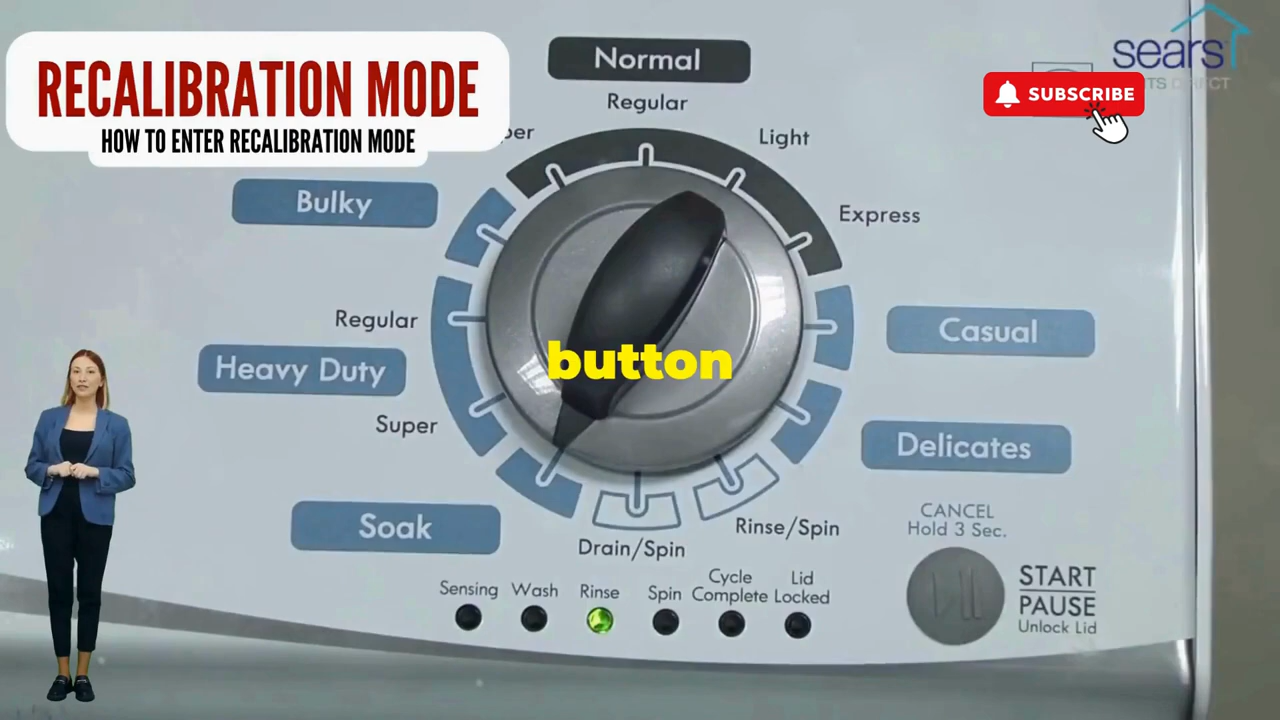 RECALIBRATION MODE
HOW TO ENTER RECALIBRATION MODE
sears
DIRECT
SUBSCRIBE
Normal
Regular
Light
Express
Bulky
Regular
Heavy Duty
Super
Casual
button
Delicates
Soak
Rinse/Spin
Drain/Spin
CANCEL
Hold 3 Sec.
START
PAUSE
Unlock Lid
Sensing
Wash
Rinse
Spin
Cycle
Complete
Lid
Locked